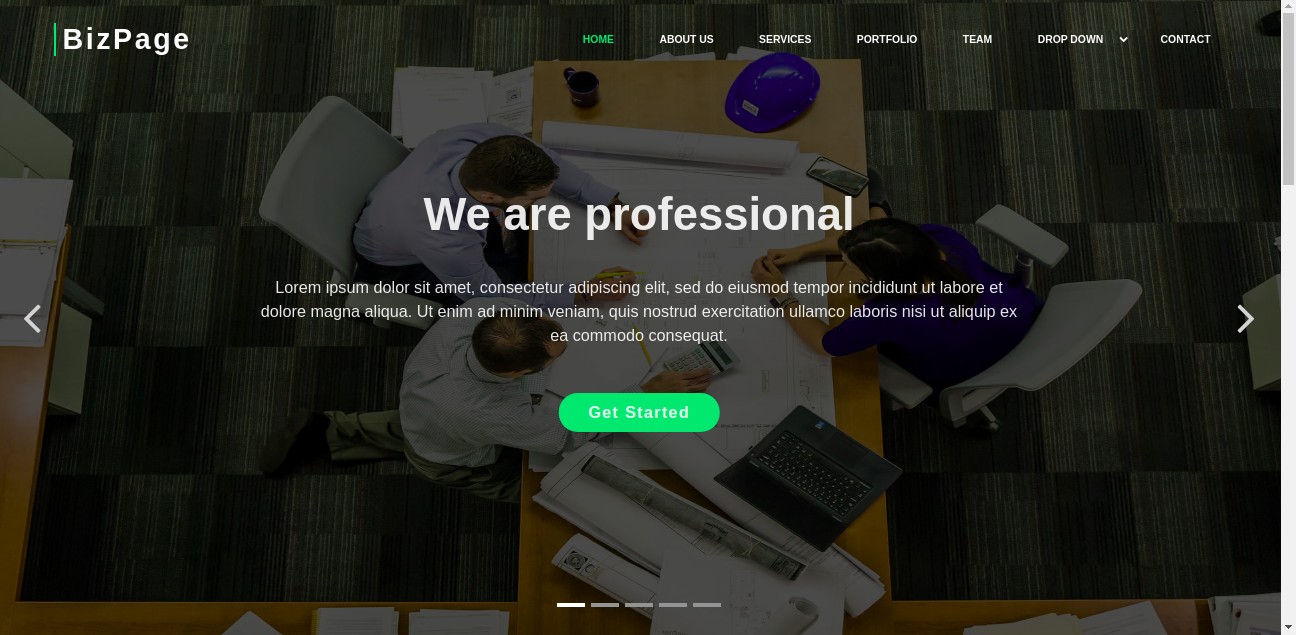 BizPage
HOME ABOUT US SERVICES PORTFOLIO TEAM DROP DOWN CONTACT
We are professional
Lorem ipsum dolor sit amet, consectetur adipiscing elit, sed do eiusmod tempor incididunt ut labore et
dolore magna aliqua. Ut enim ad minim veniam, quis nostrud exercitation ullamco laboris nisi ut aliquip ex
ea commodo consequat.
Get Started